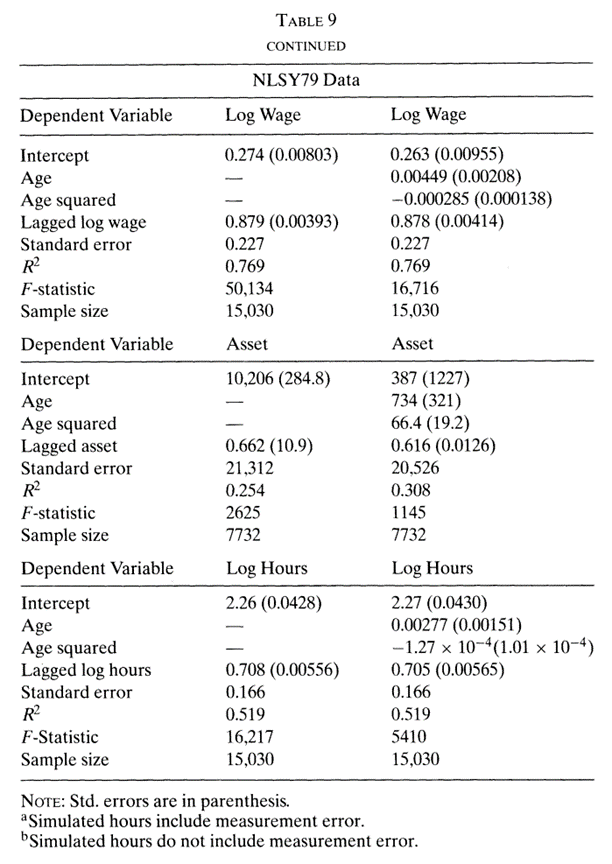 TABLE 9
CONTINUED
NLSY79 Data
Dependent Variable Log Wage Log Wage
Intercept 0.274 (0.00803) 0.263 (0.00955)
Age — 0.00449 (0.00208)
Age squared — −0.000285 (0.000138)
Lagged log wage 0.879 (0.00393) 0.878 (0.00414)
Standard error 0.227 0.227
R² 0.769 0.769
F-statistic 50,134 16,716
Sample size 15,030 15,030
Dependent Variable Asset Asset
Intercept 10,206 (284.8) 387 (1227)
Age — 734 (321)
Age squared — 66.4 (19.2)
Lagged asset 0.662 (10.9) 0.616 (0.0126)
Standard error 21,312 20,526
R² 0.254 0.308
F-statistic 2625 1145
Sample size 7732 7732
Dependent Variable Log Hours Log Hours
Intercept 2.26 (0.0428) 2.27 (0.0430)
Age — 0.00277 (0.00151)
Age squared — −1.27 × 10⁻⁴(1.01 × 10⁻⁴)
Lagged log hours 0.708 (0.00556) 0.705 (0.00565)
Standard error 0.166 0.166
R² 0.519 0.519
F-Statistic 16,217 5410
Sample size 15,030 15,030
NOTE: Std. errors are in parenthesis.
ᵃSimulated hours include measurement error.
ᵇSimulated hours do not include measurement error.